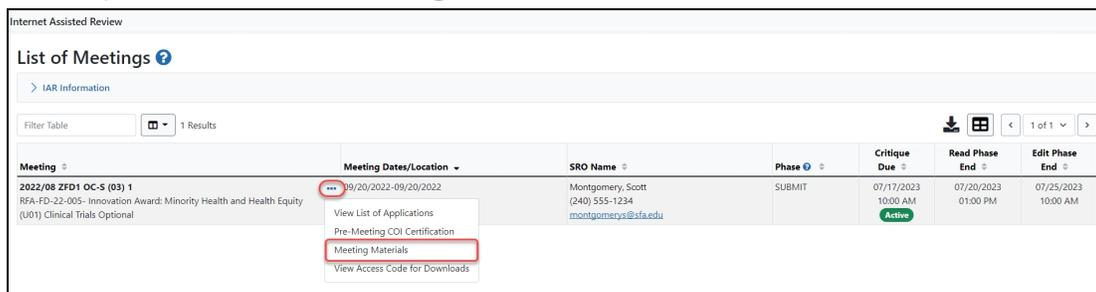 Internet Assisted Review
List of Meetings ?
> IAR Information
Filter Table
1 Results
< 1 of 1 >
Meeting
Meeting Dates/Location
SRO Name
Phase ?
Critique Due
Read Phase End
Edit Phase End
2022/08 ZFD1 OC-S (03) 1
RFA-FD-22-005- Innovation Award: Minority Health and Health Equity
(U01) Clinical Trials Optional
...
09/20/2022-09/20/2022
Montgomery, Scott
(240) 555-1234
montgomerys@sfa.edu
SUBMIT
07/17/2023
10:00 AM
Active
07/20/2023
01:00 PM
07/25/2023
10:00 AM
View List of Applications
Pre-Meeting COI Certification
Meeting Materials
View Access Code for Downloads